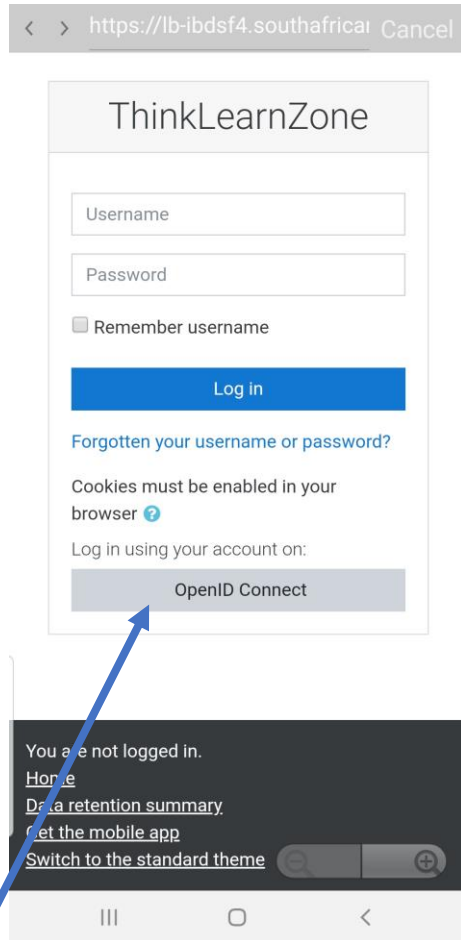 https://lb-ibdsf4.southafrican Cancel
ThinkLearnZone
Username
Password
Remember username
Log in
Forgotten your username or password?
Cookies must be enabled in your
browser
Log in using your account on:
OpenID Connect
You are not logged in.
Home
Data retention summary
Get the mobile app
Switch to the standard theme